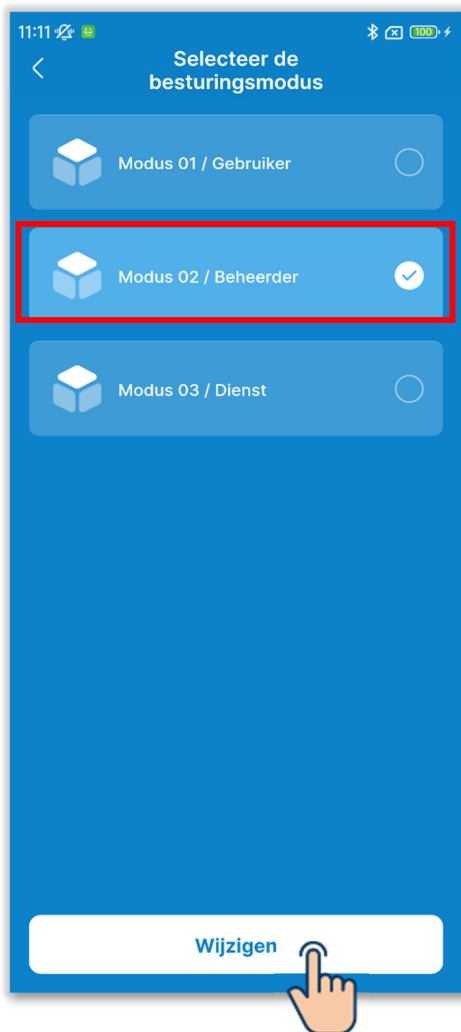 11:11
100
Selecteer de
besturingsmodus
Modus 01 / Gebruiker
Modus 02 / Beheerder
Modus 03 / Dienst
Wijzigen